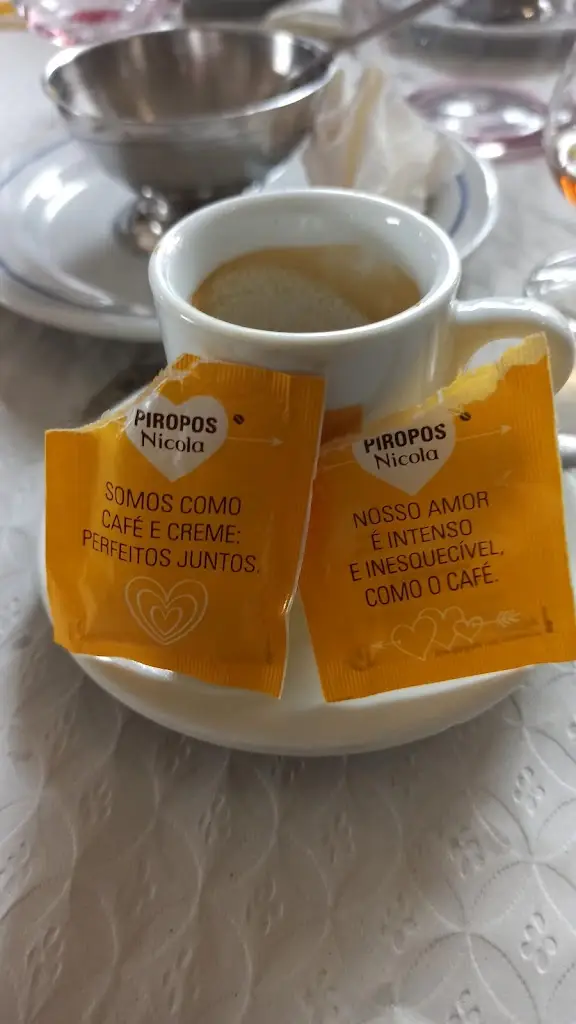 PIROPOS
Nicola
SOMOS COMO
CAFÉ E CREME:
PERFEITOS JUNTOS.
PIROPOS
Nicola
NOSSO AMOR
É INTENSO
E INESQUECÍVEL,
COMO O CAFÉ.